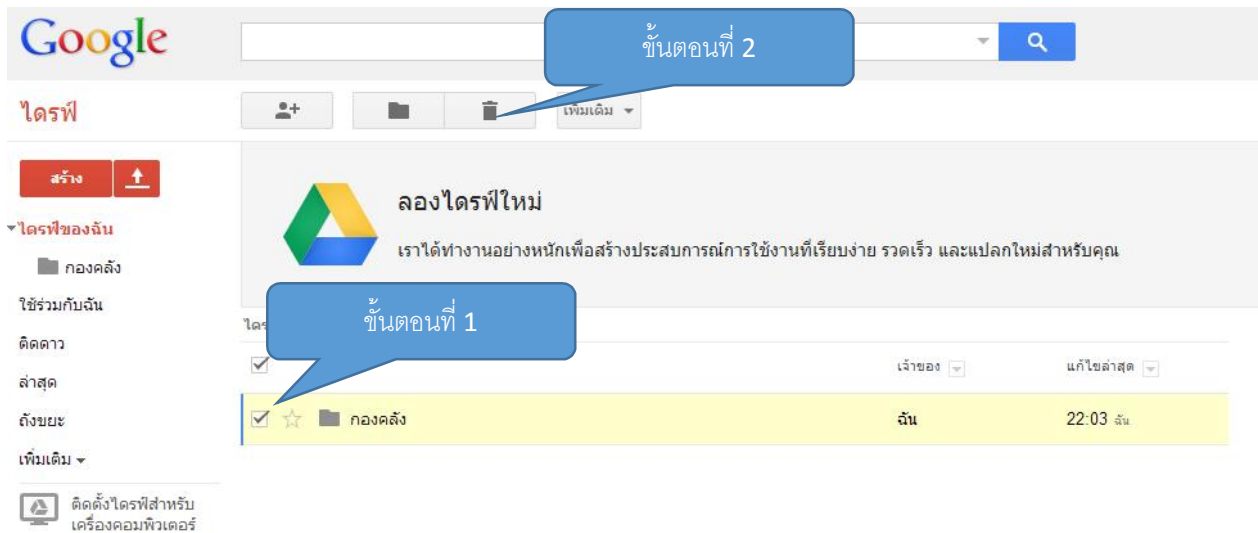 Google
ขั้นตอนที่ 2
ไดรฟ์
เพิ่มเติม
สร้าง
ลองไดรฟ์ใหม่
เราได้ทำงานอย่างหนักเพื่อสร้างประสบการณ์การใช้งานที่เรียบง่าย รวดเร็ว และแปลกใหม่สำหรับคุณ
ไดรฟ์ของฉัน
กองคลัง
ใช้ร่วมกับฉัน
ติดดาว
ล่าสุด
ถังขยะ
เพิ่มเติม
ติดตั้งไดรฟ์สำหรับ
เครื่องคอมพิวเตอร์
ขั้นตอนที่ 1
เจ้าของ แก้ไขล่าสุด
กองคลัง ฉัน 22:03 ฉัน